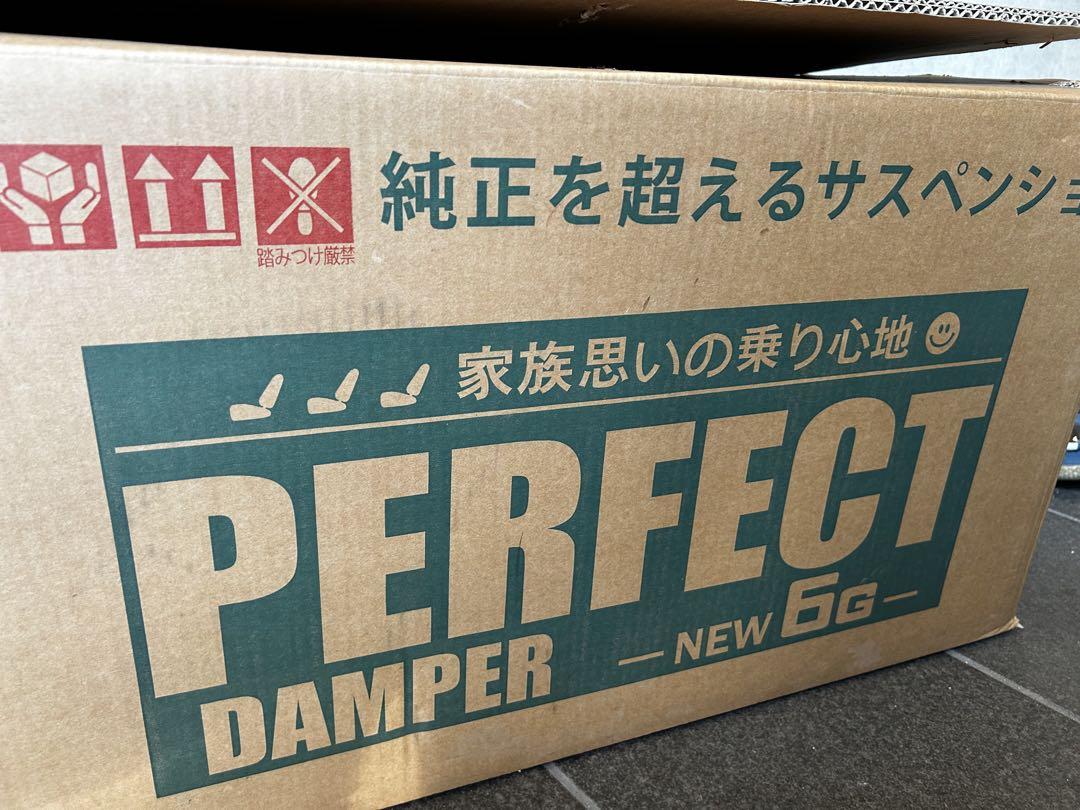 純正を超えるサスペンショ
踏みつけ厳禁
家族思いの乗り心地
PERFECT
DAMPER
—NEW 6G—